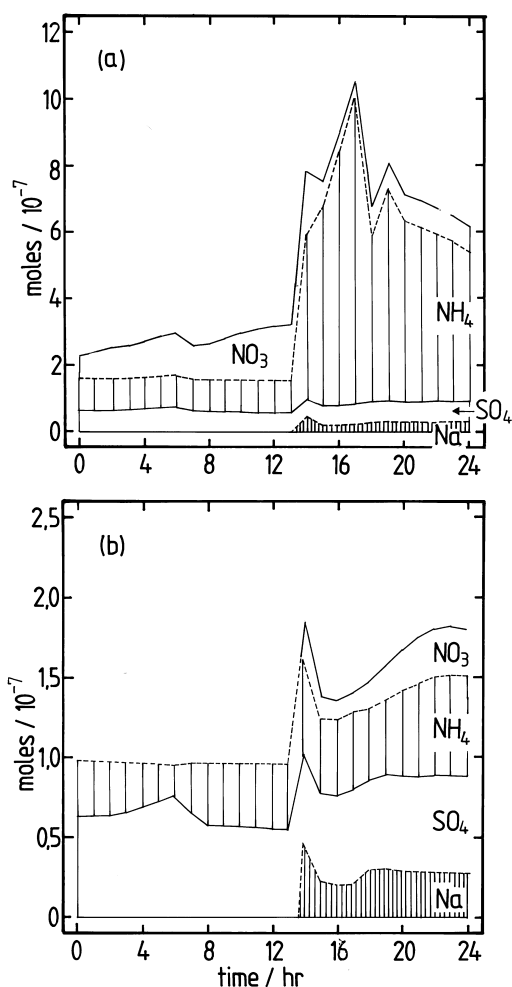 12
(a)
10
8
6
4
2
0
moles / 10⁻⁷
NO₃
NH₄
←SO₄
Na
0 4 8 12 16 20 24
2,5
(b)
2,0
1,5
1,0
0,5
0
moles / 10⁻⁷
NO₃
NH₄
SO₄
Na
0 4 8 12 16 20 24
time / hr